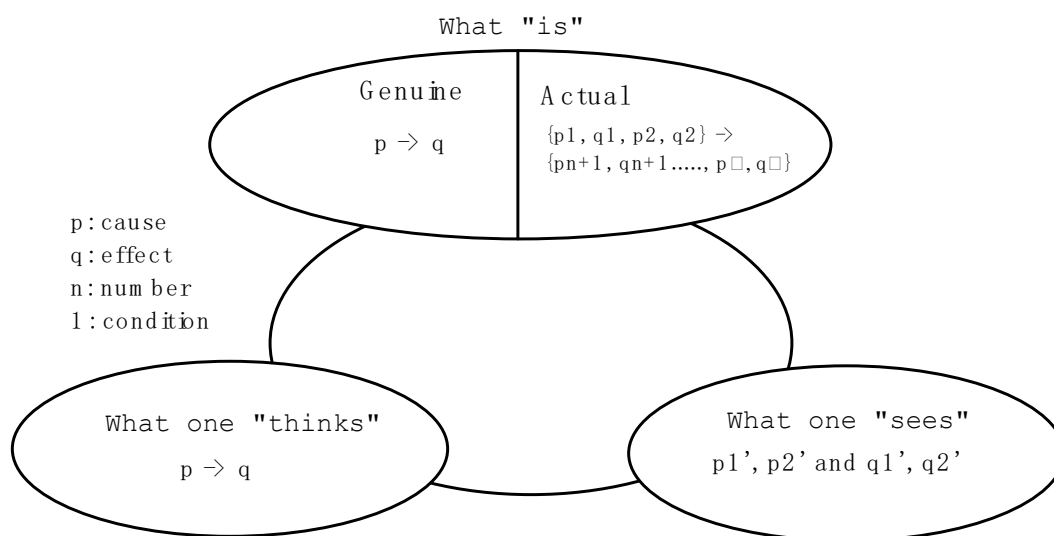 What "is"
Genuine
p → q
Actual
{p1, q1, p2, q2} →
{pn+1, qn+1....., p□, q□}
p: cause
q: effect
n: number
1: condition
What one "thinks"
p → q
What one "sees"
p1’, p2’ and q1’, q2’